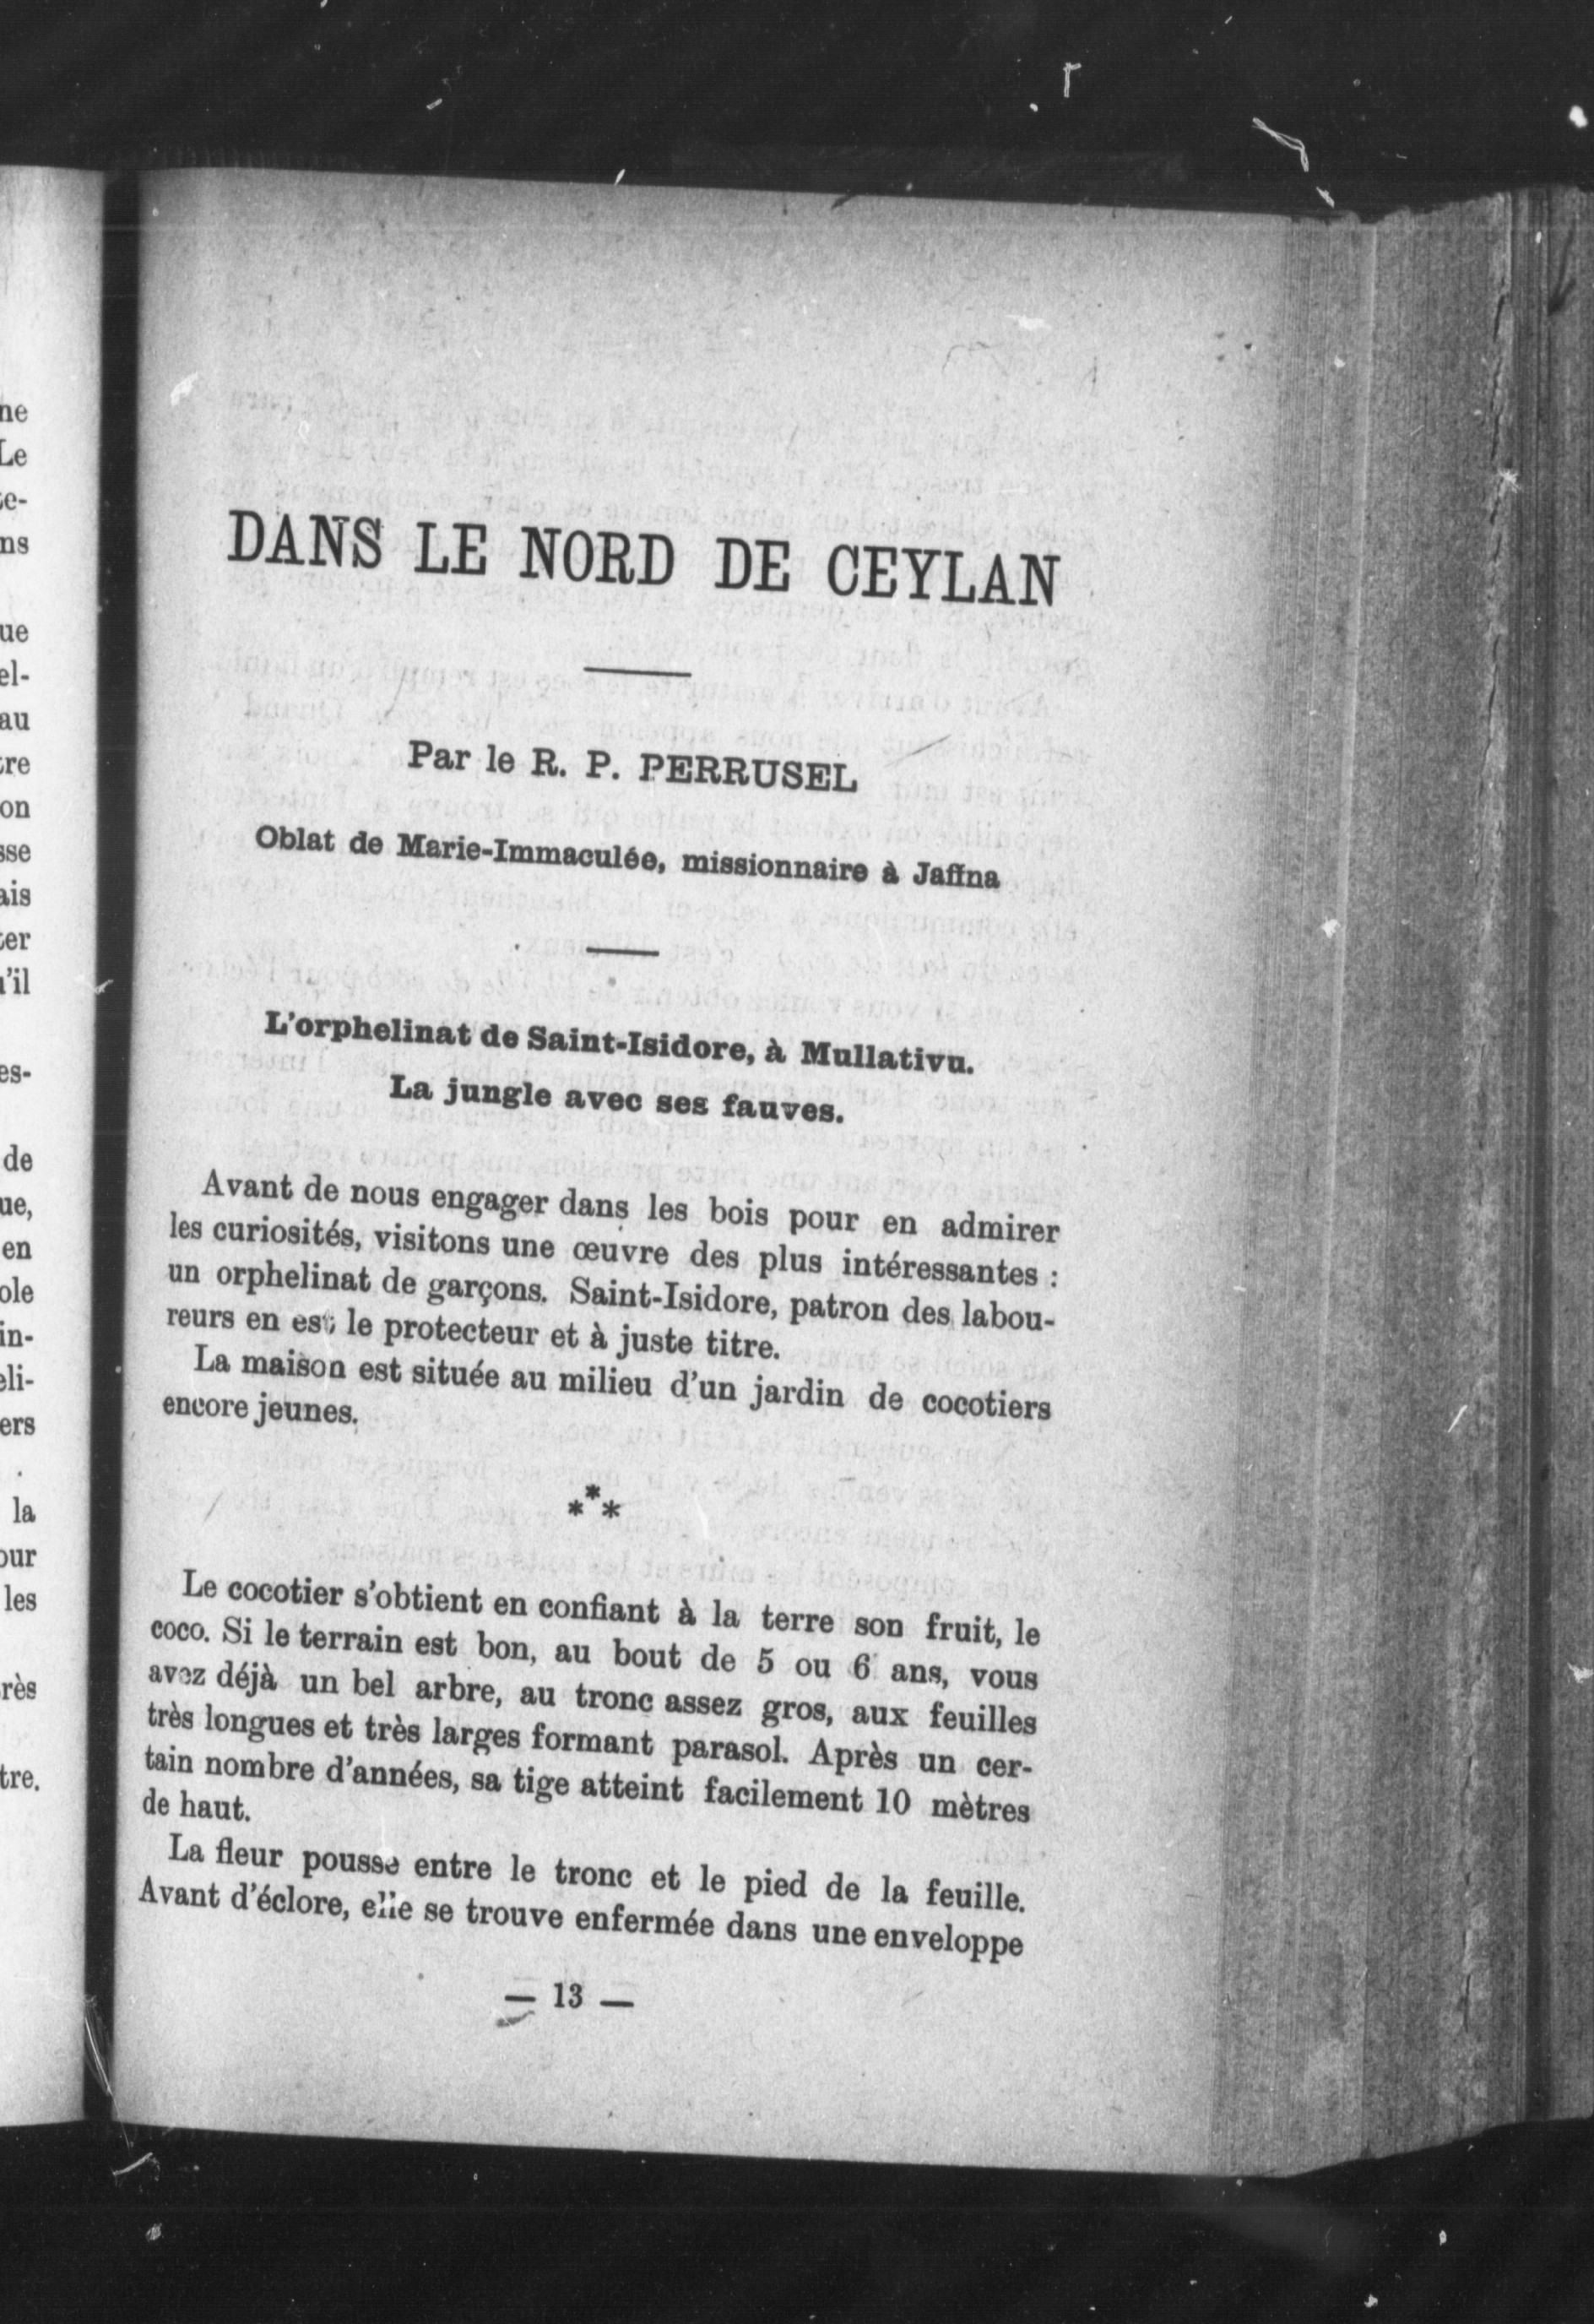 DANS LE NORD DE CEYLAN
Par le R. P. PERRUSEL
Oblat de Marie-Immaculée, missionnaire à Jaffna
L'orphelinat de Saint-Isidore, à Mullativu.
La jungle avec ses fauves.
Avant de nous engager dans les bois pour en admirer
les curiosités, visitons une œuvre des plus intéressantes :
un orphelinat de garçons. Saint-Isidore, patron des labou-
reurs en est le protecteur et à juste titre.
La maison est située au milieu d'un jardin de cocotiers
encore jeunes.
***
Le cocotier s'obtient en confiant à la terre son fruit, le
coco. Si le terrain est bon, au bout de 5 ou 6 ans, vous
avez déjà un bel arbre, au tronc assez gros, aux feuilles
très longues et très larges formant parasol. Après un cer-
tain nombre d'années, sa tige atteint facilement 10 mètres
de haut.
La fleur pousse entre le tronc et le pied de la feuille.
Avant d'éclore, elle se trouve enfermée dans une enveloppe
— 13 —